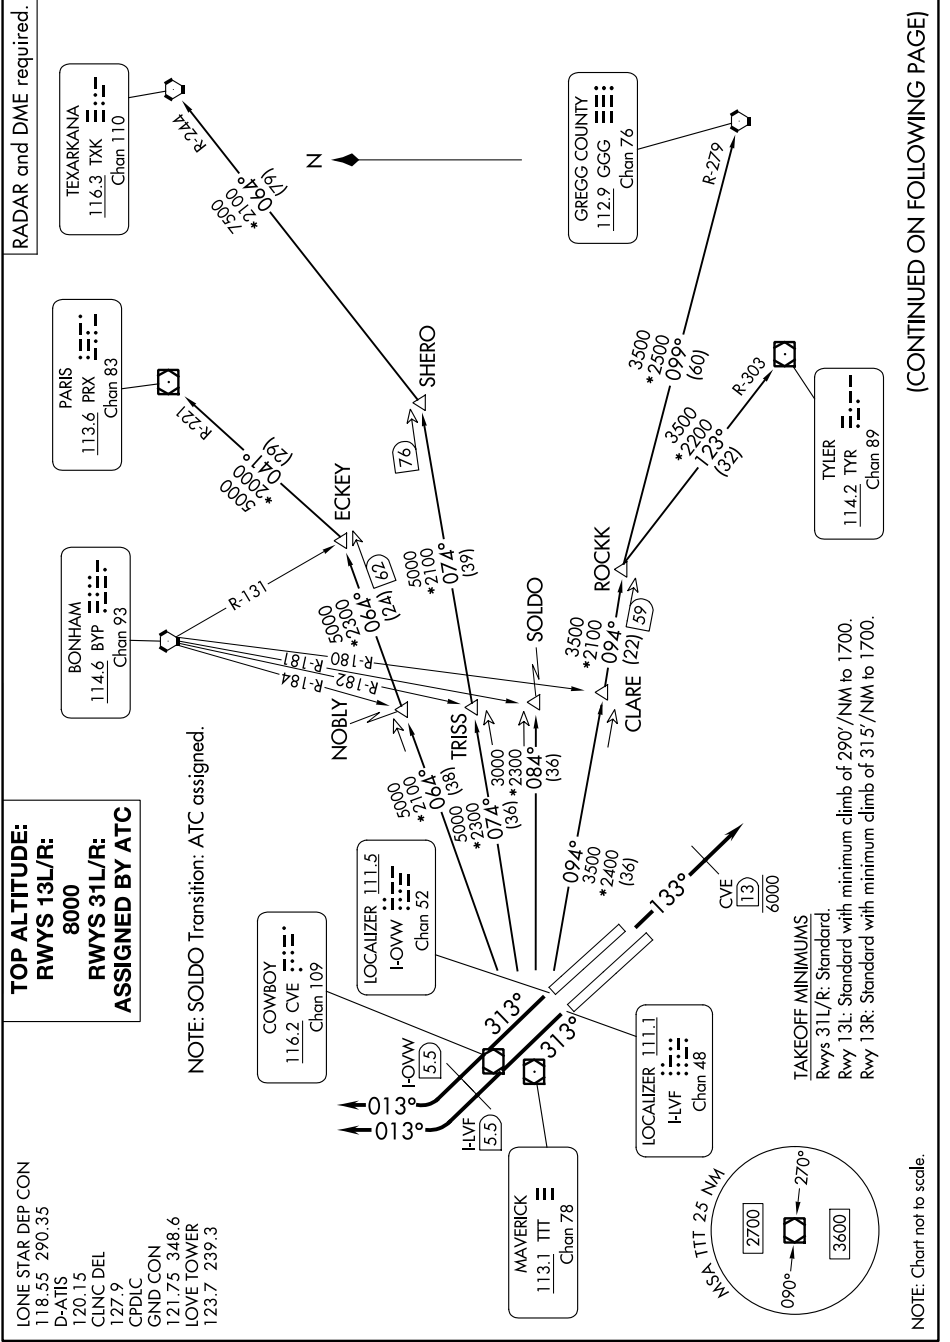 LONE STAR DEP CON
118.55 290.35
D-ATIS
120.15
CLNC DEL
127.9
CPDLC
GND CON
121.75 348.6
LOVE TOWER
123.7 239.3
TOP ALTITUDE:
RWYS 13L/R:
8000
RWYS 31L/R:
ASSIGNED BY ATC
RADAR and DME required.
NOTE: SOLDO Transition: ATC assigned.
BONHAM
114.6 BYP
Chan 93
PARIS
113.6 PRX
Chan 83
TEXARKANA
116.3 TXK
Chan 110
COWBOY
116.2 CVE
Chan 109
LOCALIZER 111.5
I-OVW
Chan 52
MAVERICK
113.1 TTT
Chan 78
LOCALIZER 111.1
I-LVF
Chan 48
GREGG COUNTY
112.9 GGG
Chan 76
TYLER
114.2 TYR
Chan 89
N
R-131
R-184
R-181
R-182
R-180
R-221
R-244
R-279
R-303
I-OVW
5.5
I-LVF
5.5
013°
013°
313°
313°
133°
CVE
13
6000
NOBLY
5000
*2100
064°
(38)
ECKEY
5000
*2300
064°
(24)
62
5000
*2000
041°
(29)
TRISS
5000
*2300
074°
(36)
SHERO
5000
*2100
074°
(39)
76
7500
*2100
064°
(79)
SOLDO
3000
*2300
084°
(36)
CLARE
094°
3500
*2400
(36)
ROCKK
3500
*2100
094°
(22)
59
3500
*2500
099°
(60)
3500
*2200
123°
(32)
MSA TTT 25 NM
2700
090°
270°
3600
TAKEOFF MINIMUMS
Rwys 31L/R: Standard.
Rwy 13L: Standard with minimum climb of 290'/NM to 1700.
Rwy 13R: Standard with minimum climb of 315'/NM to 1700.
NOTE: Chart not to scale.
(CONTINUED ON FOLLOWING PAGE)